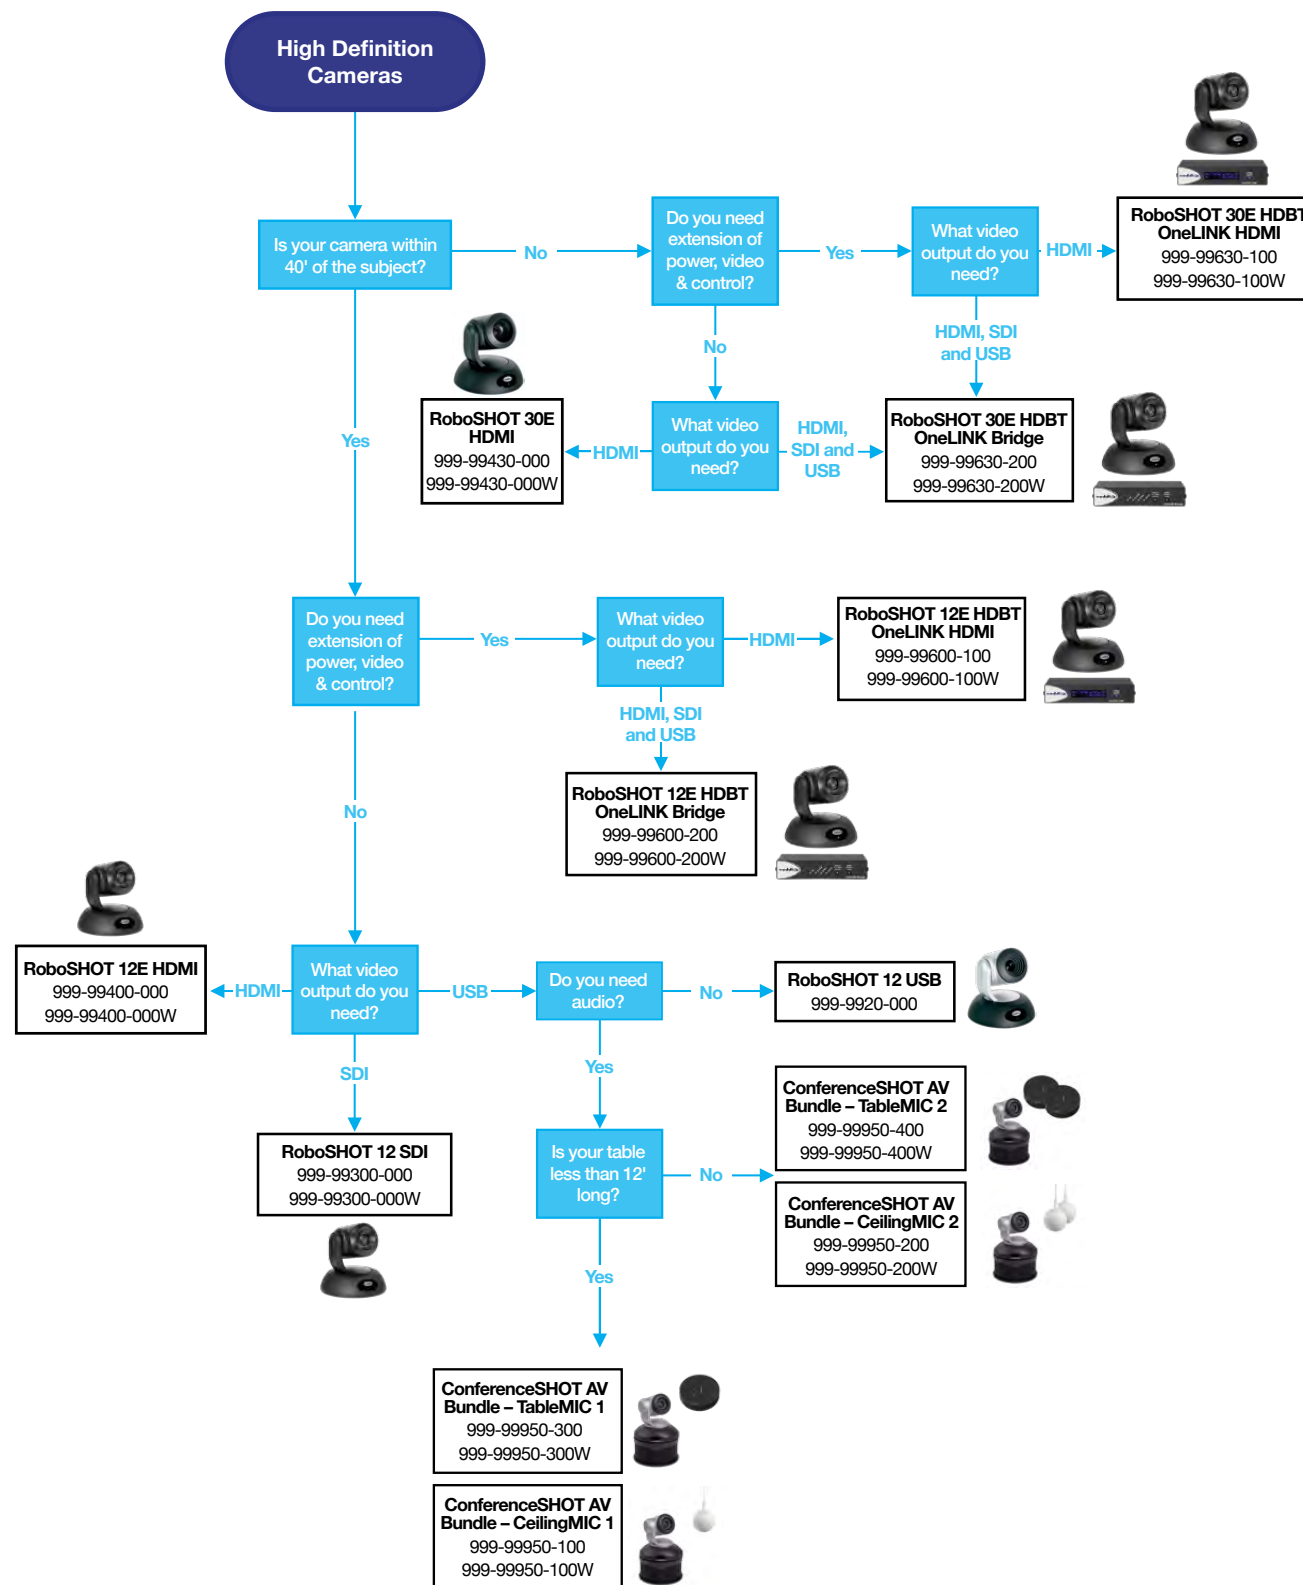 High Definition
Cameras
Is your camera within
40' of the subject?
No
Do you need
extension of
power, video
& control?
Yes
What video
output do you
need?
HDMI
RoboSHOT 30E HDBT
OneLINK HDMI
999-99630-100
999-99630-100W
HDMI, SDI
and USB
No
RoboSHOT 30E
HDMI
999-99430-000
999-99430-000W
HDMI
What video
output do you
need?
HDMI,
SDI and
USB
RoboSHOT 30E HDBT
OneLINK Bridge
999-99630-200
999-99630-200W
Yes
Do you need
extension of
power, video
& control?
Yes
What video
output do you
need?
HDMI
RoboSHOT 12E HDBT
OneLINK HDMI
999-99600-100
999-99600-100W
HDMI, SDI
and USB
RoboSHOT 12E HDBT
OneLINK Bridge
999-99600-200
999-99600-200W
No
RoboSHOT 12E HDMI
999-99400-000
999-99400-000W
HDMI
What video
output do you
need?
USB
Do you need
audio?
No
RoboSHOT 12 USB
999-9920-000
SDI
RoboSHOT 12 SDI
999-99300-000
999-99300-000W
Yes
Is your table
less than 12'
long?
No
ConferenceSHOT AV
Bundle – TableMIC 2
999-99950-400
999-99950-400W
ConferenceSHOT AV
Bundle – CeilingMIC 2
999-99950-200
999-99950-200W
Yes
ConferenceSHOT AV
Bundle – TableMIC 1
999-99950-300
999-99950-300W
ConferenceSHOT AV
Bundle – CeilingMIC 1
999-99950-100
999-99950-100W